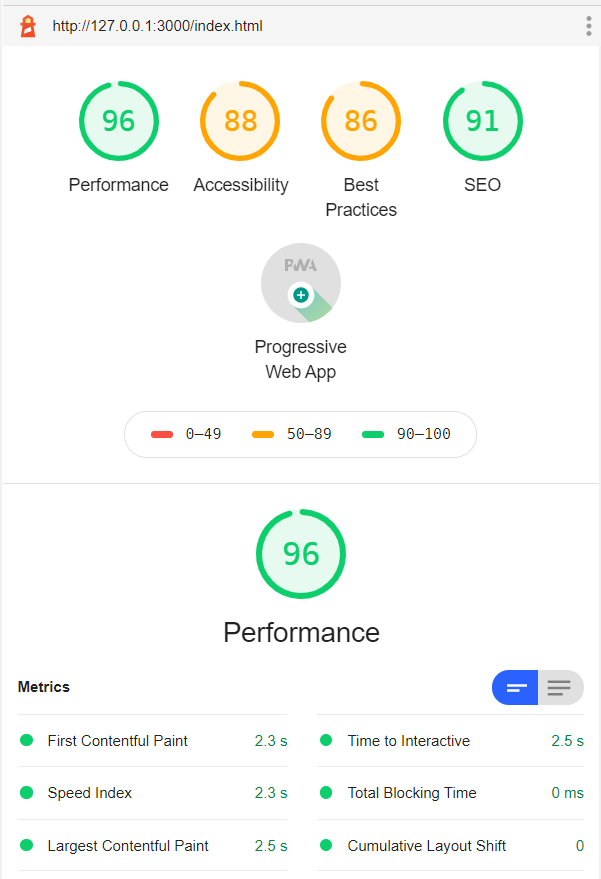 http://127.0.0.1:3000/index.html
96 88 86 91
Performance Accessibility Best Practices SEO
PWA
Progressive
Web App
0–49 50–89 90–100
96
Performance
Metrics
First Contentful Paint 2.3 s
Time to Interactive 2.5 s
Speed Index 2.3 s
Total Blocking Time 0 ms
Largest Contentful Paint 2.5 s
Cumulative Layout Shift 0